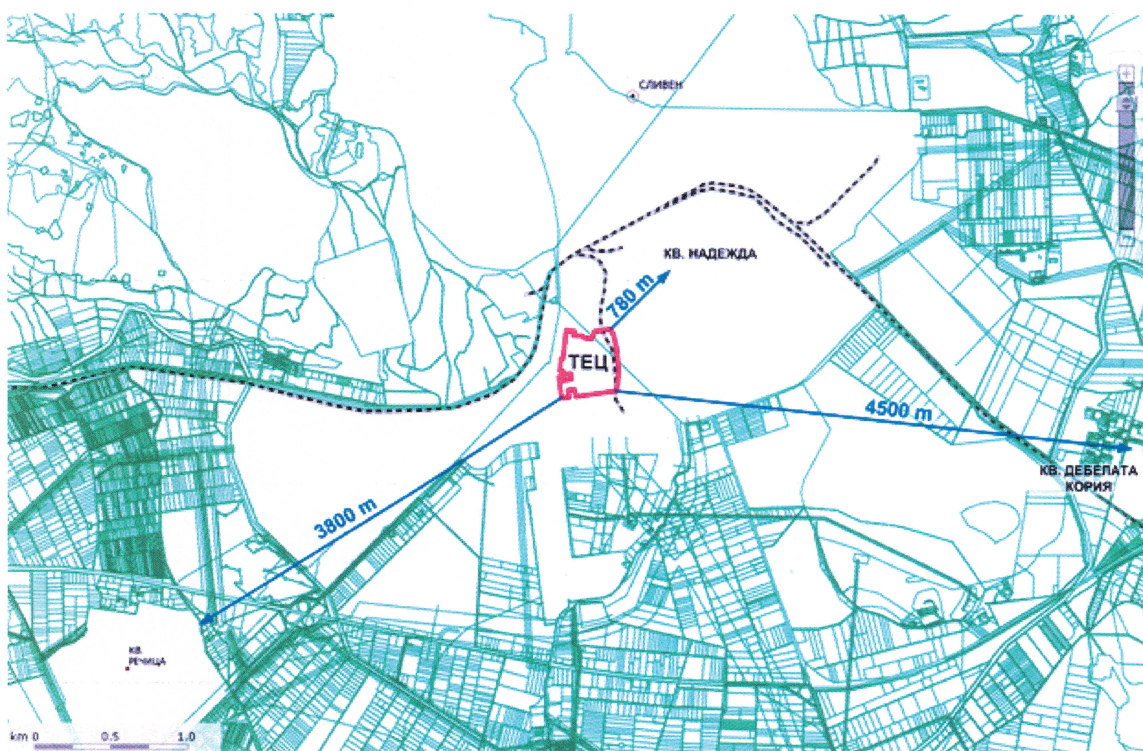 СЛИВЕН
КВ. НАДЕЖДА
780 m
ТЕЦ
4500 m
КВ. ДЕБЕЛАТА
КОРИЯ
3800 m
КВ.
РЕЧИЦА
km 0 0.5 1.0